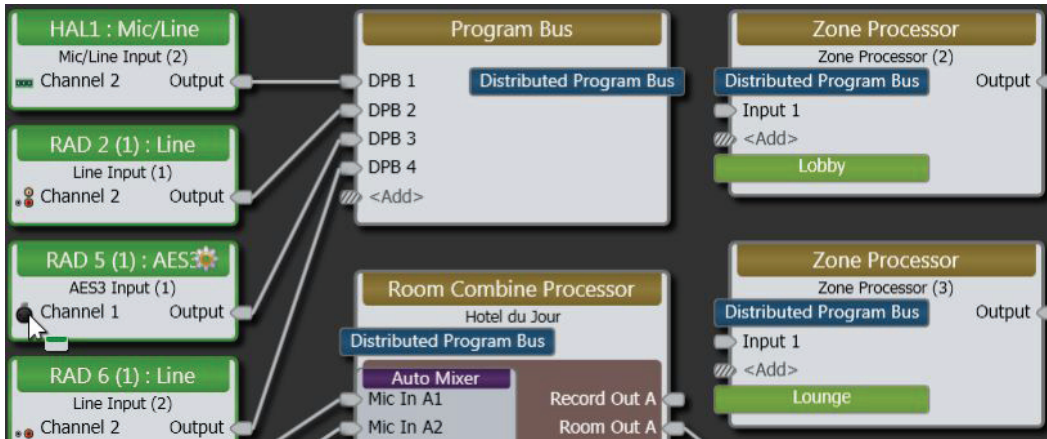 HAL1 : Mic/Line
Mic/Line Input (2)
Channel 2 Output
RAD 2 (1) : Line
Line Input (1)
Channel 2 Output
RAD 5 (1) : AES3
AES3 Input (1)
Channel 1 Output
RAD 6 (1) : Line
Line Input (2)
Channel 2 Output
Program Bus
DPB 1 Distributed Program Bus
DPB 2
DPB 3
DPB 4
<Add>
Room Combine Processor
Hotel du Jour
Distributed Program Bus
Auto Mixer
Mic In A1 Record Out A
Mic In A2 Room Out A
Zone Processor
Zone Processor (2)
Distributed Program Bus Output
Input 1
<Add>
Lobby
Zone Processor
Zone Processor (3)
Distributed Program Bus Output
Input 1
<Add>
Lounge